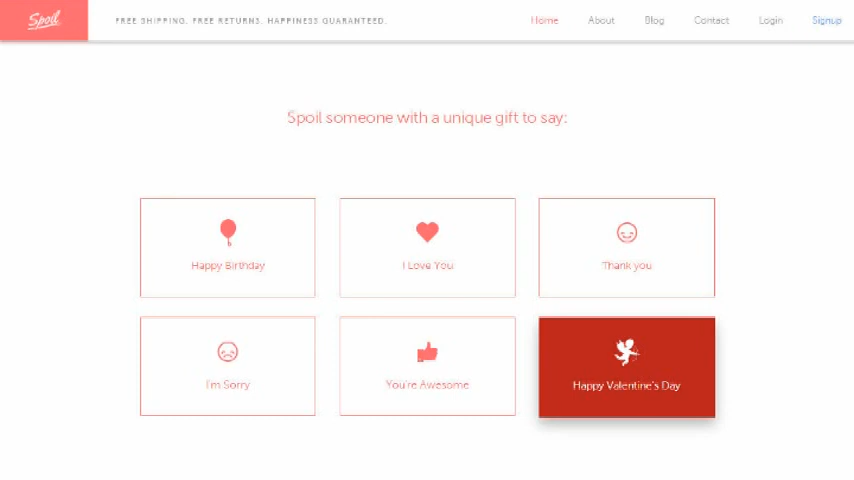 Spoil
FREE SHIPPING. FREE RETURNS. HAPPINESS GUARANTEED.
Home About Blog Contact Login Signup
Spoil someone with a unique gift to say:
Happy Birthday
I Love You
Thank you
I'm Sorry
You're Awesome
Happy Valentine's Day